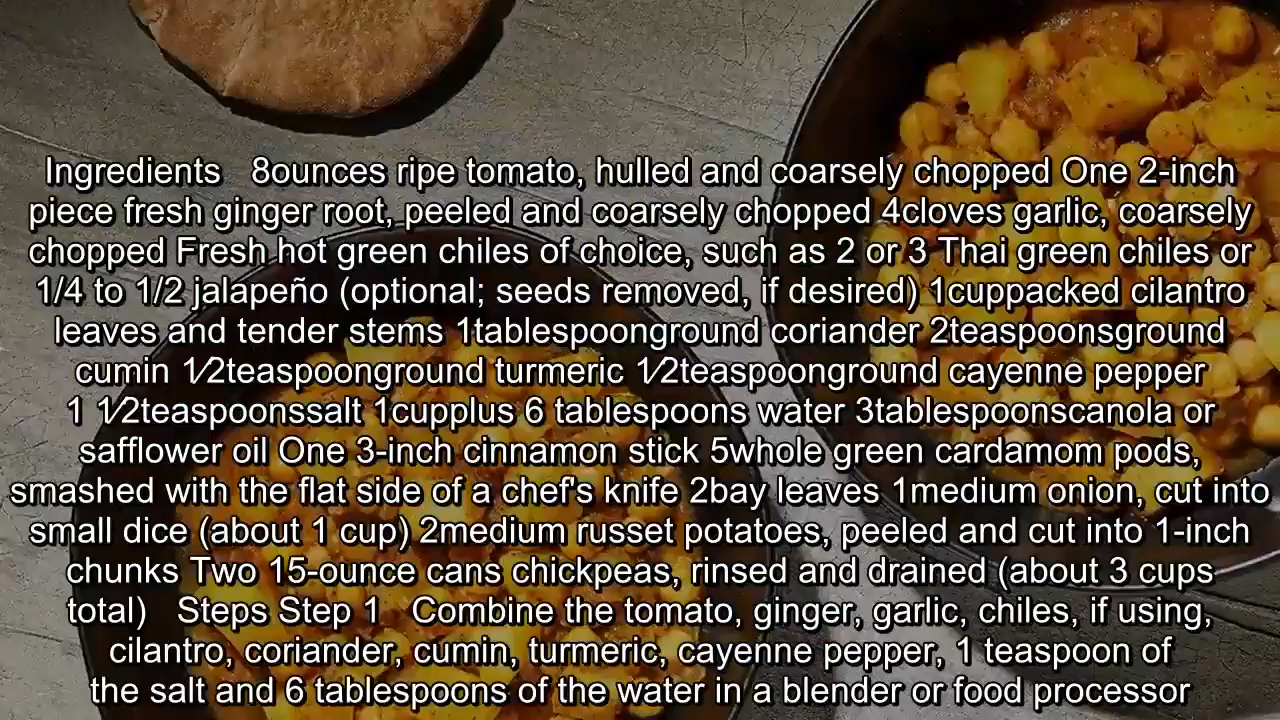 Ingredients   8ounces ripe tomato, hulled and coarsely chopped One 2-inch
piece fresh ginger root, peeled and coarsely chopped 4cloves garlic, coarsely
chopped Fresh hot green chiles of choice, such as 2 or 3 Thai green chiles or
1/4 to 1/2 jalapeño (optional; seeds removed, if desired) 1cuppacked cilantro
leaves and tender stems 1tablespoonground coriander 2teaspoonsground
cumin 1⁄2teaspoonground turmeric 1⁄2teaspoonground cayenne pepper
1 1⁄2teaspoonssalt 1cupplus 6 tablespoons water 3tablespoonscanola or
safflower oil One 3-inch cinnamon stick 5whole green cardamom pods,
smashed with the flat side of a chef's knife 2bay leaves 1medium onion, cut into
small dice (about 1 cup) 2medium russet potatoes, peeled and cut into 1-inch
chunks Two 15-ounce cans chickpeas, rinsed and drained (about 3 cups
total)   Steps Step 1   Combine the tomato, ginger, garlic, chiles, if using,
cilantro, coriander, cumin, turmeric, cayenne pepper, 1 teaspoon of
the salt and 6 tablespoons of the water in a blender or food processor